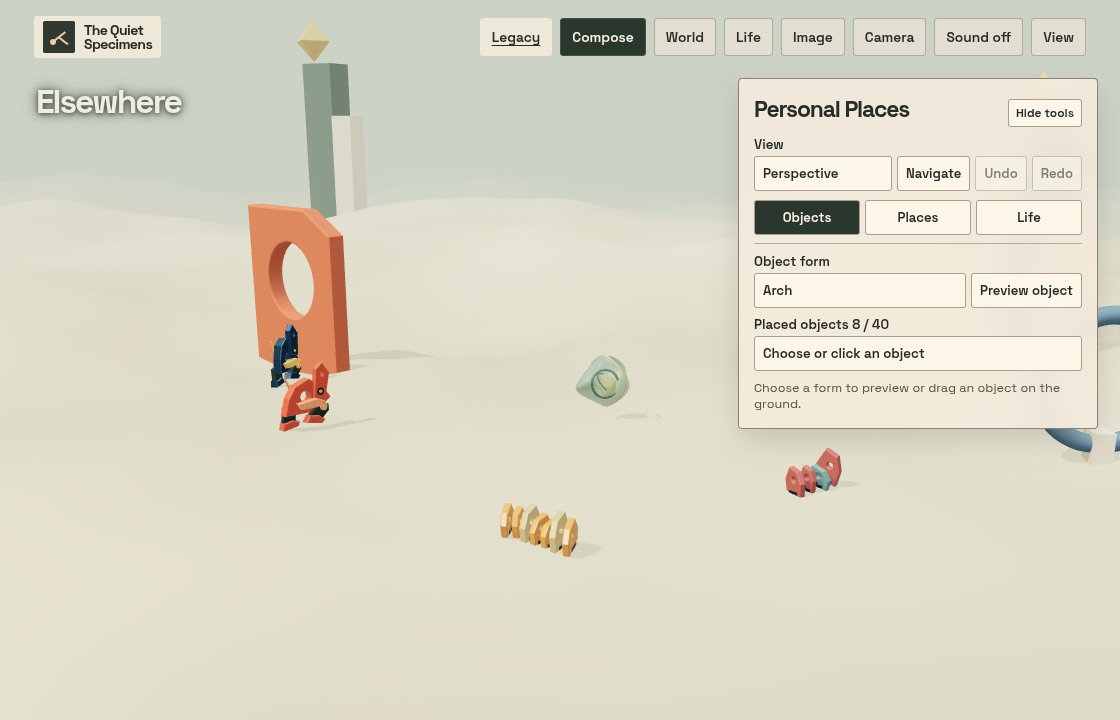 The Quiet
Specimens
Legacy
Compose
World
Life
Image
Camera
Sound off
View
Elsewhere
Personal Places
Hide tools
View
Perspective
Navigate
Undo
Redo
Objects
Places
Life
Object form
Arch
Preview object
Placed objects 8 / 40
Choose or click an object
Choose a form to preview or drag an object on the
ground.